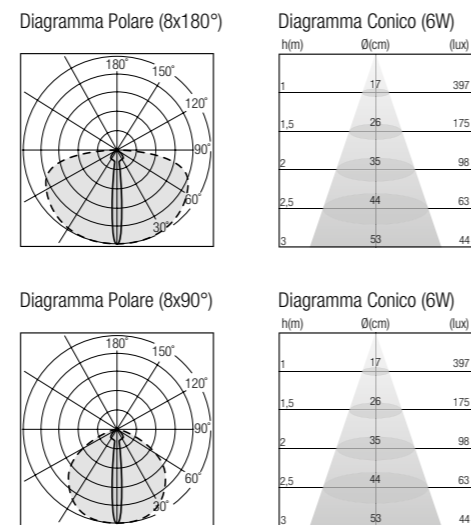 Diagramma Polare (8x180°)
180°
150°
120°
90°
60°
30°
Diagramma Conico (6W)
h(m) Ø(cm) (lux)
1 17 397
1,5 26 175
2 35 98
2,5 44 63
3 53 44
Diagramma Polare (8x90°)
180°
150°
120°
90°
60°
30°
Diagramma Conico (6W)
h(m) Ø(cm) (lux)
1 17 397
1,5 26 175
2 35 98
2,5 44 63
3 53 44